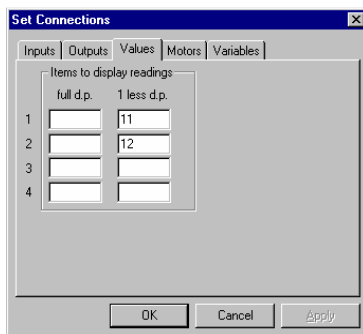 Set Connections
Inputs Outputs Values Motors Variables
Items to display readings
full d.p. 1 less d.p.
1 11
2 12
3
4
OK Cancel Apply